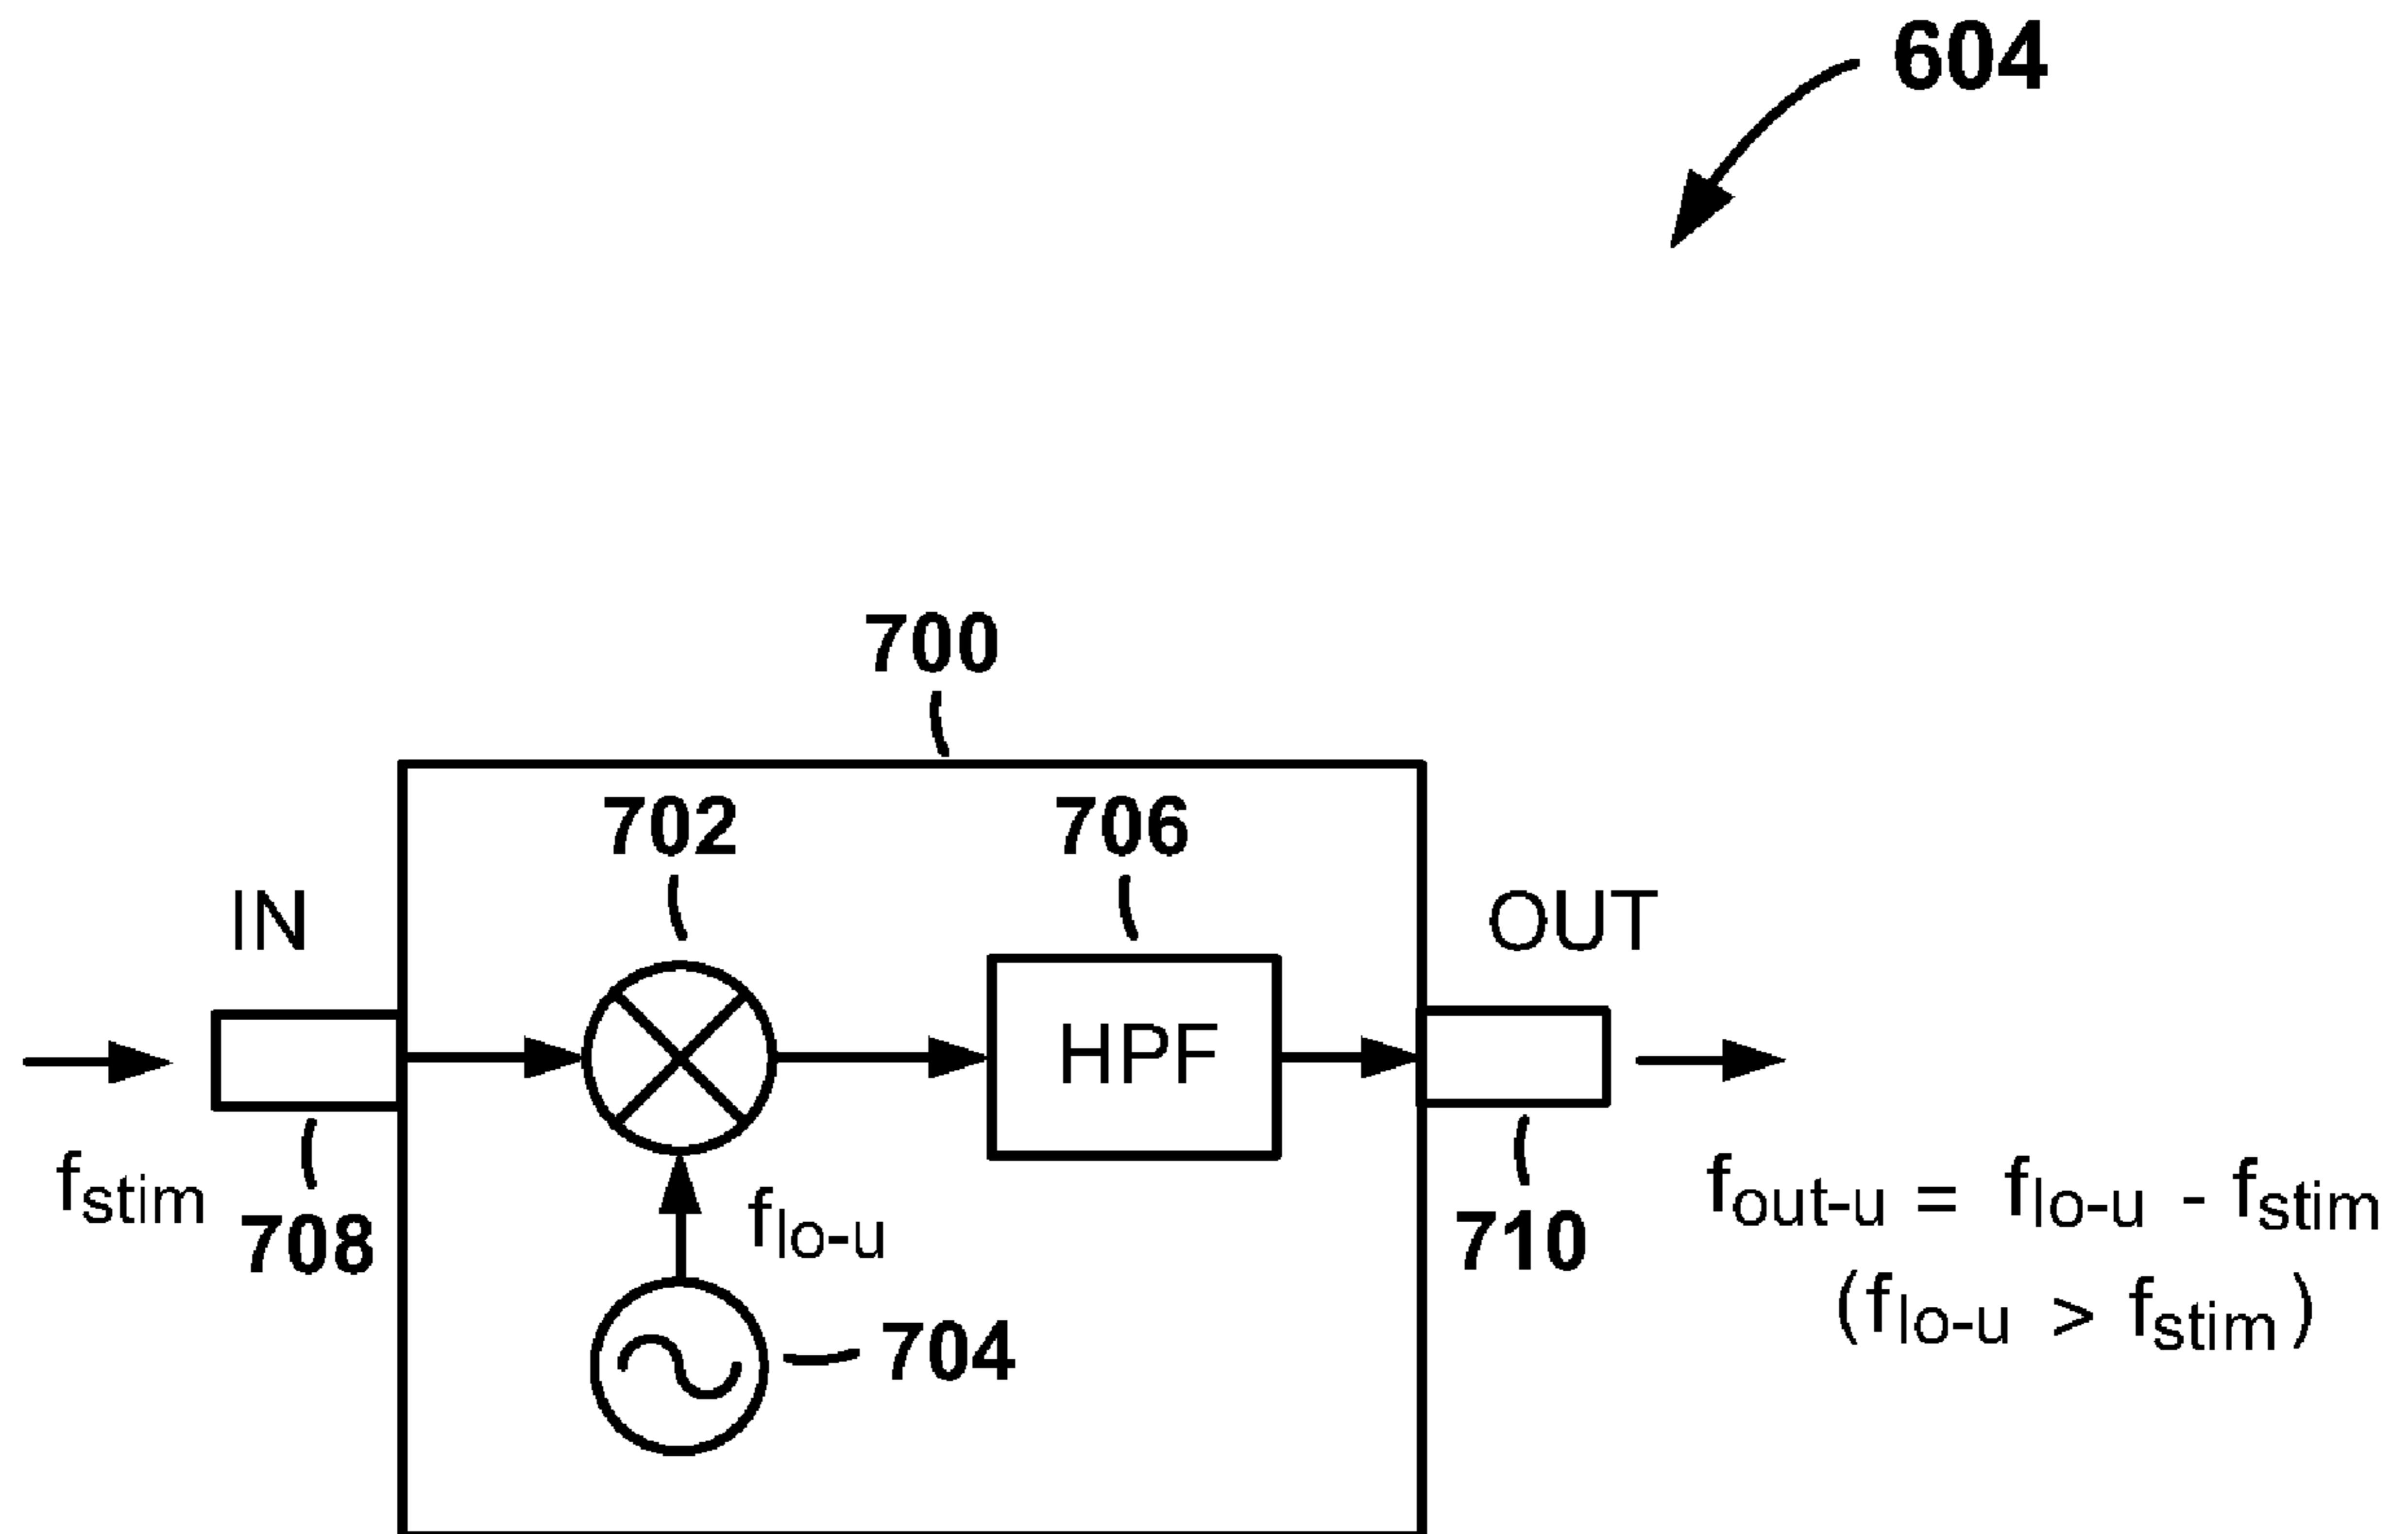 604
700
702
706
IN
OUT
HPF
fstim
708
flo-u
710
fout-u = flo-u - fstim
(flo-u > fstim)
704